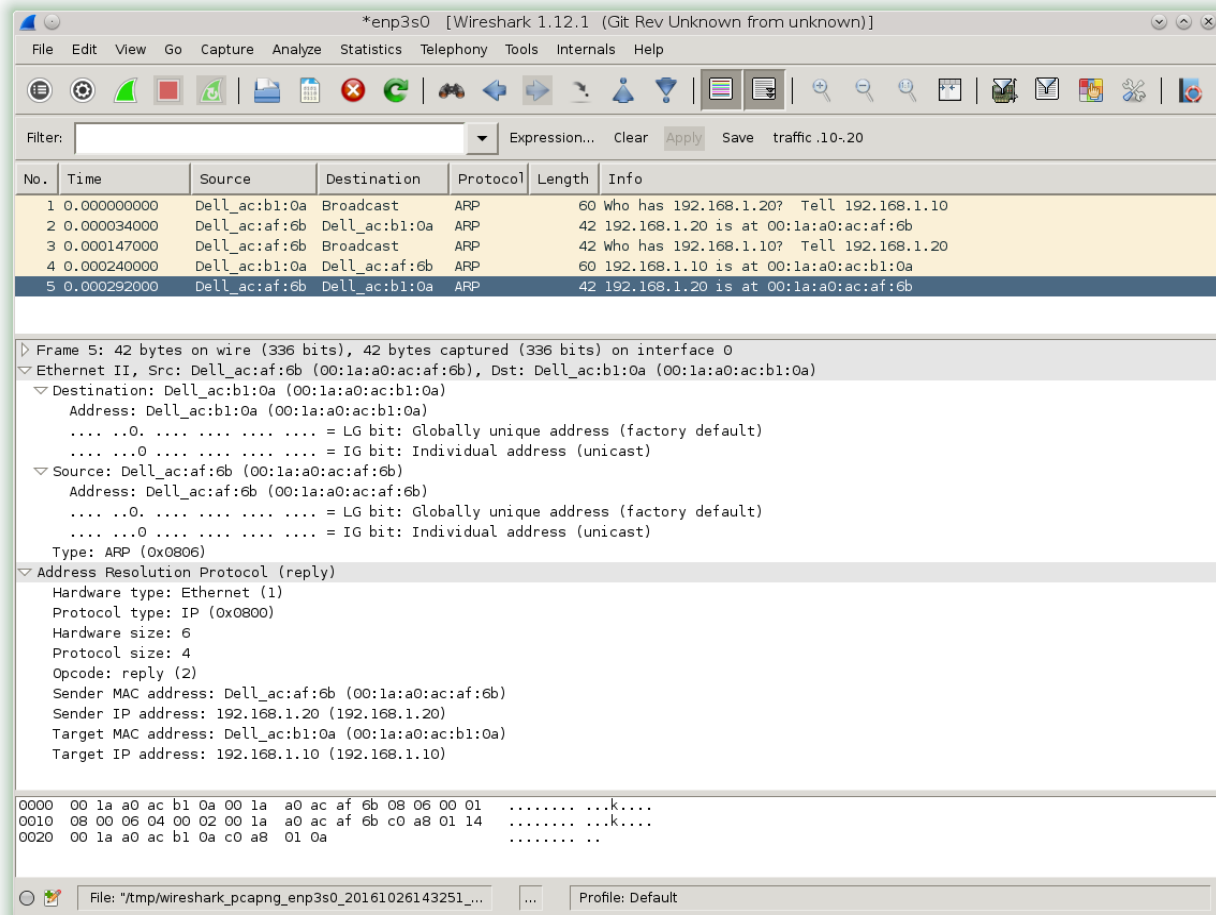 *enp3s0 [Wireshark 1.12.1 (Git Rev Unknown from unknown)]
File Edit View Go Capture Analyze Statistics Telephony Tools Internals Help
Filter: Expression... Clear Apply Save traffic .10-.20
No. Time Source Destination Protocol Length Info
1 0.000000000 Dell_ac:b1:0a Broadcast ARP 60 Who has 192.168.1.20? Tell 192.168.1.10
2 0.000034000 Dell_ac:af:6b Dell_ac:b1:0a ARP 42 192.168.1.20 is at 00:1a:a0:ac:af:6b
3 0.000147000 Dell_ac:af:6b Broadcast ARP 42 Who has 192.168.1.10? Tell 192.168.1.20
4 0.000240000 Dell_ac:b1:0a Dell_ac:af:6b ARP 60 192.168.1.10 is at 00:1a:a0:ac:b1:0a
5 0.000292000 Dell_ac:af:6b Dell_ac:b1:0a ARP 42 192.168.1.20 is at 00:1a:a0:ac:af:6b
Frame 5: 42 bytes on wire (336 bits), 42 bytes captured (336 bits) on interface 0
Ethernet II, Src: Dell_ac:af:6b (00:1a:a0:ac:af:6b), Dst: Dell_ac:b1:0a (00:1a:a0:ac:b1:0a)
Destination: Dell_ac:b1:0a (00:1a:a0:ac:b1:0a)
Address: Dell_ac:b1:0a (00:1a:a0:ac:b1:0a)
.... ..0. .... .... .... .... = LG bit: Globally unique address (factory default)
.... ...0 .... .... .... .... = IG bit: Individual address (unicast)
Source: Dell_ac:af:6b (00:1a:a0:ac:af:6b)
Address: Dell_ac:af:6b (00:1a:a0:ac:af:6b)
.... ..0. .... .... .... .... = LG bit: Globally unique address (factory default)
.... ...0 .... .... .... .... = IG bit: Individual address (unicast)
Type: ARP (0x0806)
Address Resolution Protocol (reply)
Hardware type: Ethernet (1)
Protocol type: IP (0x0800)
Hardware size: 6
Protocol size: 4
Opcode: reply (2)
Sender MAC address: Dell_ac:af:6b (00:1a:a0:ac:af:6b)
Sender IP address: 192.168.1.20 (192.168.1.20)
Target MAC address: Dell_ac:b1:0a (00:1a:a0:ac:b1:0a)
Target IP address: 192.168.1.10 (192.168.1.10)
0000 00 1a a0 ac b1 0a 00 1a a0 ac af 6b 08 06 00 01 ........ ...k....
0010 08 00 06 04 00 02 00 1a a0 ac af 6b c0 a8 01 14 ........ ...k....
0020 00 1a a0 ac b1 0a c0 a8 01 0a ........ ..
File: "/tmp/wireshark_pcapng_enp3s0_20161026143251_... ... Profile: Default